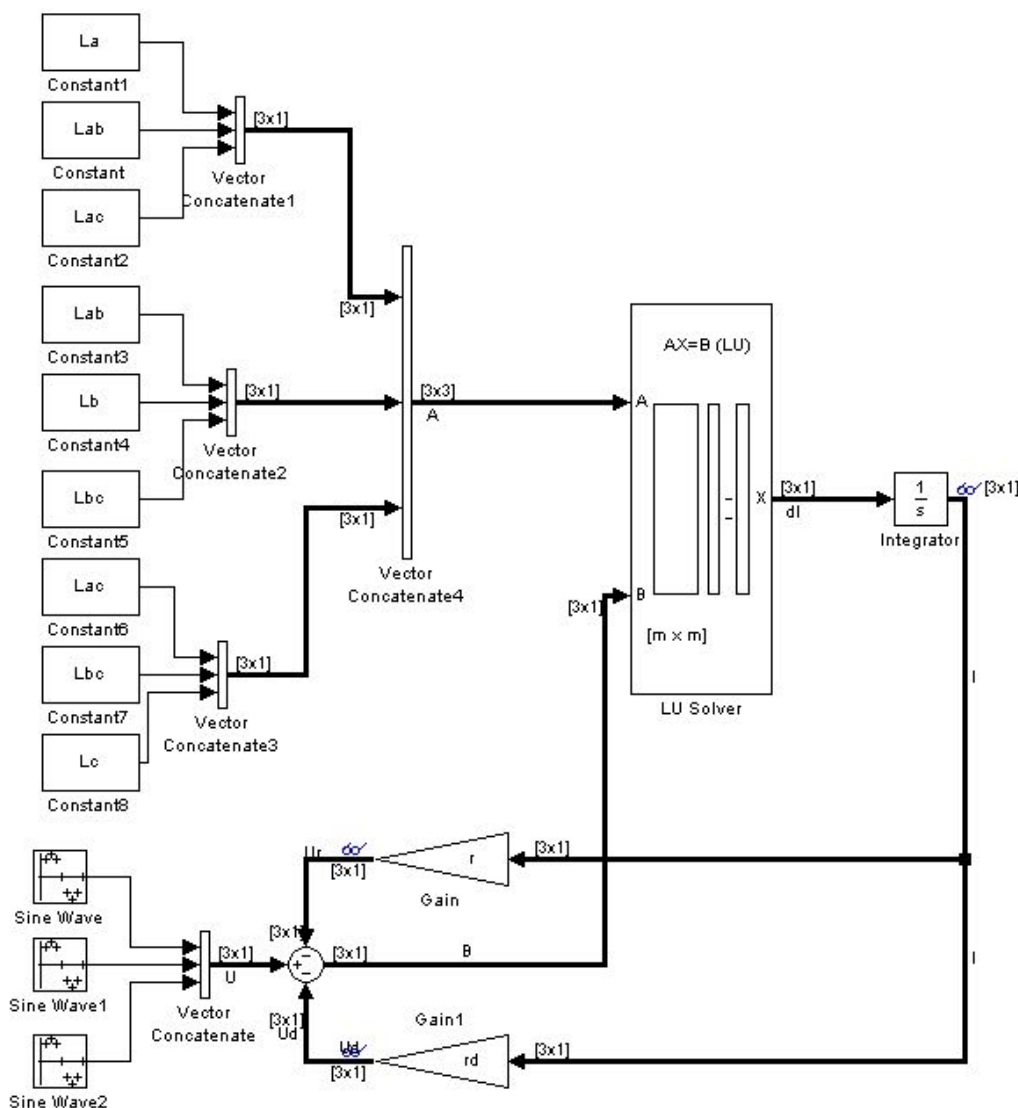 La
Constant1
Lab
Constant
Lac
Constant2
[3x1]
Vector
Concatenate1
Lab
Constant3
Lb
Constant4
Lbc
Constant5
[3x1]
Vector
Concatenate2
Lac
Constant6
Lbc
Constant7
Lc
Constant8
[3x1]
Vector
Concatenate3
[3x1]
[3x1]
Vector
Concatenate4
[3x3]
A
AX=B (LU)
A
B
X
[m x m]
LU Solver
[3x1]
[3x1]
dI
1
s
Integrator
[3x1]
I
I
Sine Wave
Sine Wave1
Sine Wave2
Vector
Concatenate
[3x1]
U
Ur
[3x1]
r
[3x1]
Gain
[3x1]
+
-
-
[3x1]
B
[3x1]
Ud
Ud
[3x1]
Gain1
rd
[3x1]